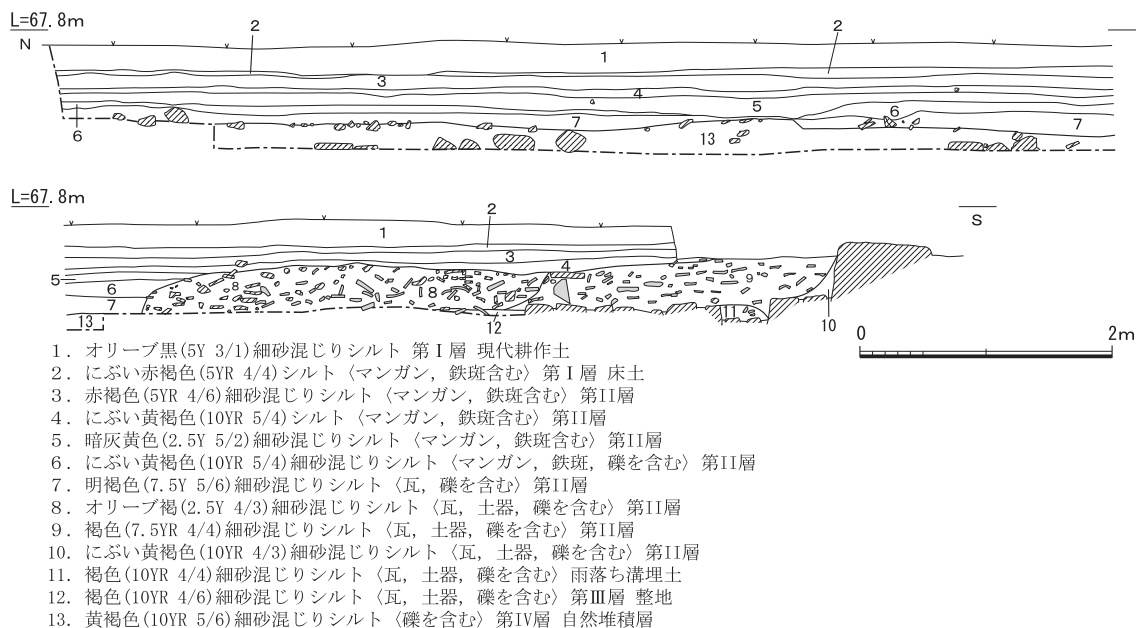 L=67.8m
N
2
2
1
3
4
5
6
6
7
7
13
L=67.8m
S
2
1
3
4
5
6
7
8
8
9
13
12
11
10
0
2m
1. オリーブ黒(5Y 3/1)細砂混じりシルト 第Ⅰ層 現代耕作土
2. にぶい赤褐色(5YR 4/4)シルト〈マンガン，鉄斑含む〉第Ⅰ層 床土
3. 赤褐色(5YR 4/6)細砂混じりシルト〈マンガン，鉄斑含む〉第II層
4. にぶい黄褐色(10YR 5/4)シルト〈マンガン，鉄斑含む〉第II層
5. 暗灰黄色(2.5Y 5/2)細砂混じりシルト〈マンガン，鉄斑含む〉第II層
6. にぶい黄褐色(10YR 5/4)細砂混じりシルト〈マンガン，鉄斑，礫を含む〉第II層
7. 明褐色(7.5Y 5/6)細砂混じりシルト〈瓦，礫を含む〉第II層
8. オリーブ褐(2.5Y 4/3)細砂混じりシルト〈瓦，土器，礫を含む〉第II層
9. 褐色(7.5YR 4/4)細砂混じりシルト〈瓦，土器，礫を含む〉第II層
10. にぶい黄褐色(10YR 4/3)細砂混じりシルト〈瓦，土器，礫を含む〉第II層
11. 褐色(10YR 4/4)細砂混じりシルト〈瓦，土器，礫を含む〉雨落ち溝埋土
12. 褐色(10YR 4/6)細砂混じりシルト〈瓦，土器，礫を含む〉第Ⅲ層 整地
13. 黄褐色(10YR 5/6)細砂混じりシルト〈礫を含む〉第IV層 自然堆積層